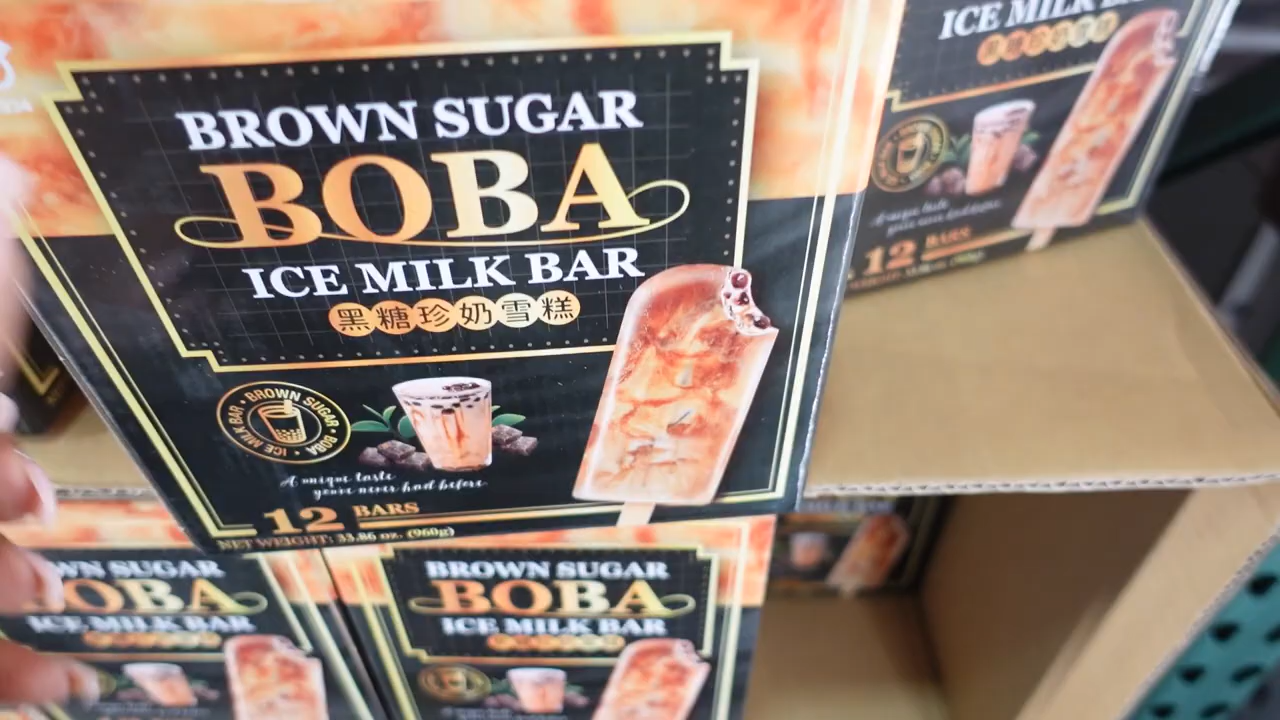 BROWN SUGAR
BOBA
ICE MILK BAR
黑糖珍奶雪糕
BROWN SUGAR · BOBA · ICE MILK BAR ·
A unique taste
you've never had before
12 BARS
NET WEIGHT: 33.86 oz. (960g)
ICE MILK
12 BARS
WN SUGAR
BOBA
ICE MILK BAR
BROWN SUGAR
BOBA
ICE MILK BAR